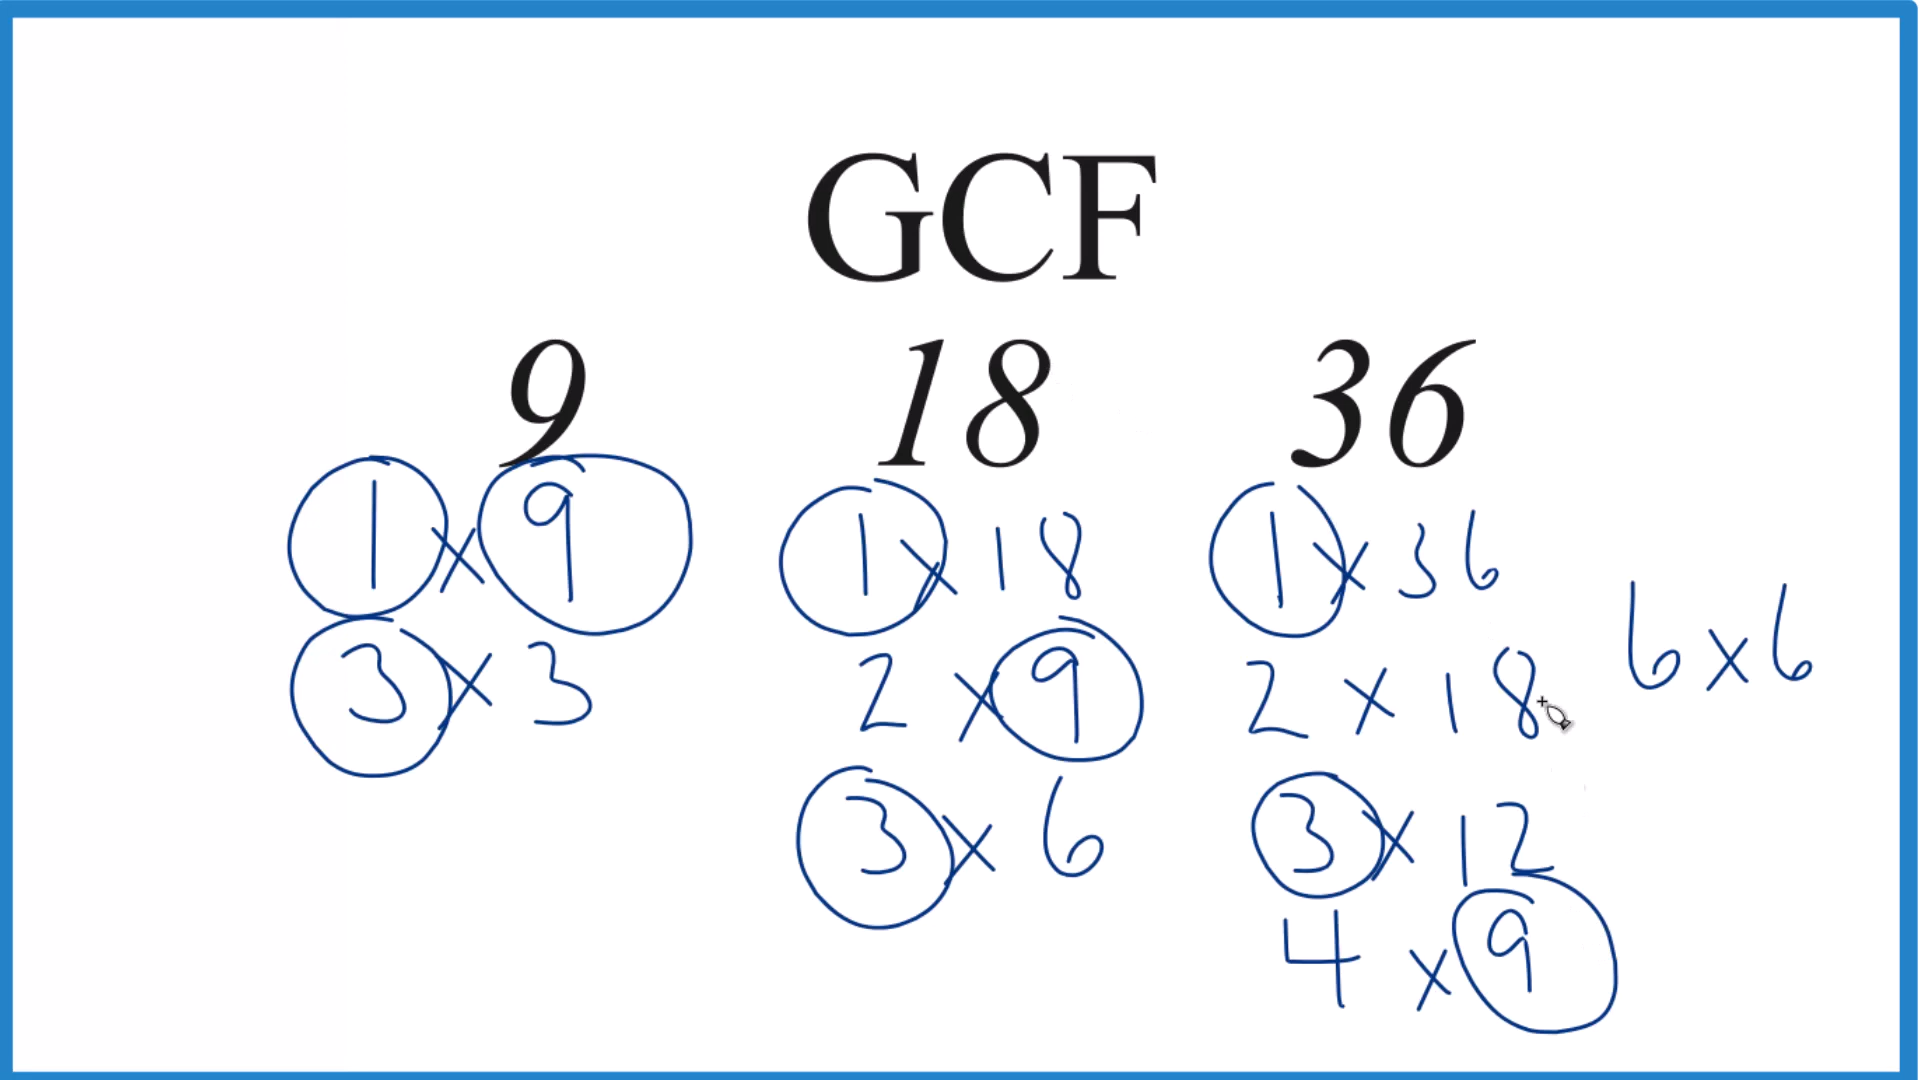 GCF
9 18 36
1 x 9 1 x 18 1 x 36
3 x 3 2 x 9 2 x 18 6 x 6
3 x 6 3 x 12
4 x 9